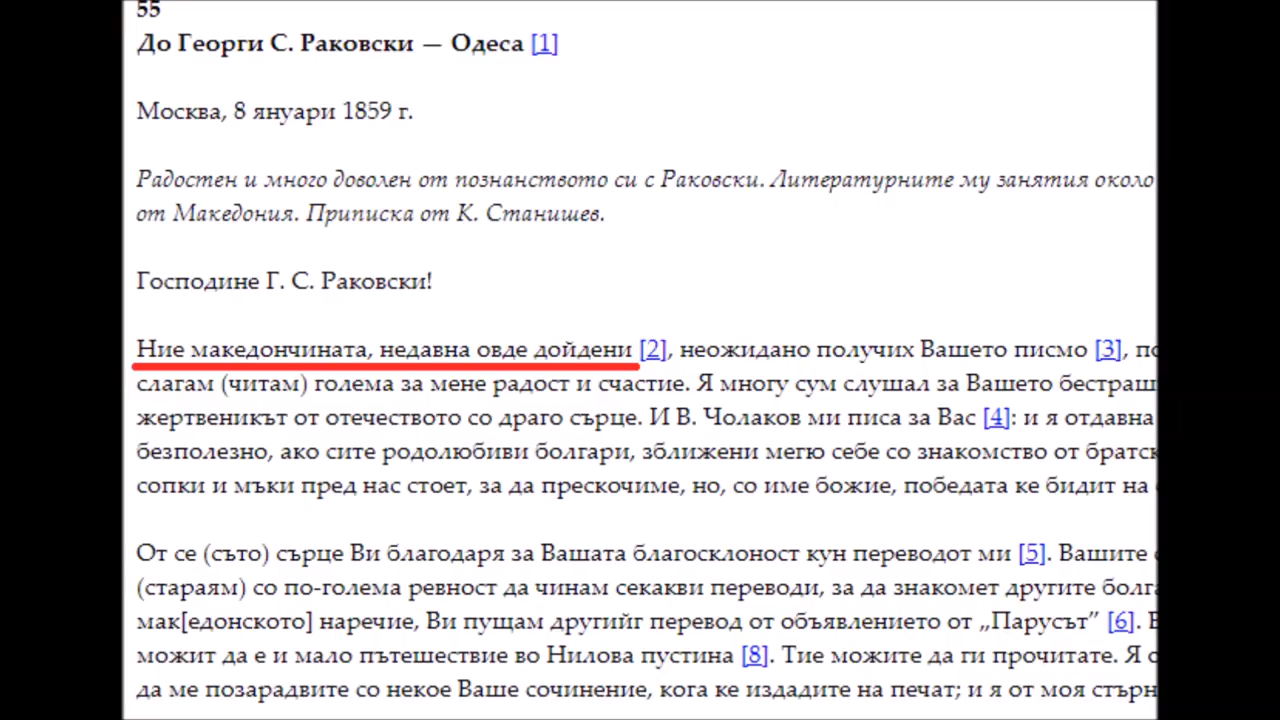 55
До Георги С. Раковски — Одеса [1]
Москва, 8 януари 1859 г.
Радостен и много доволен от познанството си с Раковски. Литературните му занятия около
от Македония. Приписка от К. Станишев.
Господине Г. С. Раковски!
Ние македончината, недавна овде дойдени [2], неожидано получих Вашето писмо [3],
слагам (читам) голема за мене радост и счастие. Я многу сум слушал за Вашето
жертвеникът от отечеството со драго сърце. И В. Чолаков ми писа за Вас [4]: и я отдавна
безполезно, ако сите родолюбиви болгари, зближени мегю себе со знакомство от
сопки и мъки пред нас стоет, за да прескочиме, но, со име божие, победата ке бидит на
От се (съто) сърце Ви благодаря за Вашата благосклоност кун переводот ми [5]. Вашите
(стараям) со по-голема ревност да чинам секакви переводи, за да знакомет другите
мак[едонското] наречие, Ви пущам другийг перевод от объявлението от „Парусът” [6].
можит да е и мало пътешествие во Нилова пустина [8]. Тие можите да ги прочитате. Я
да ме позарадвите со некое Ваше сочинение, кога ке издадите на печат; и я от моя